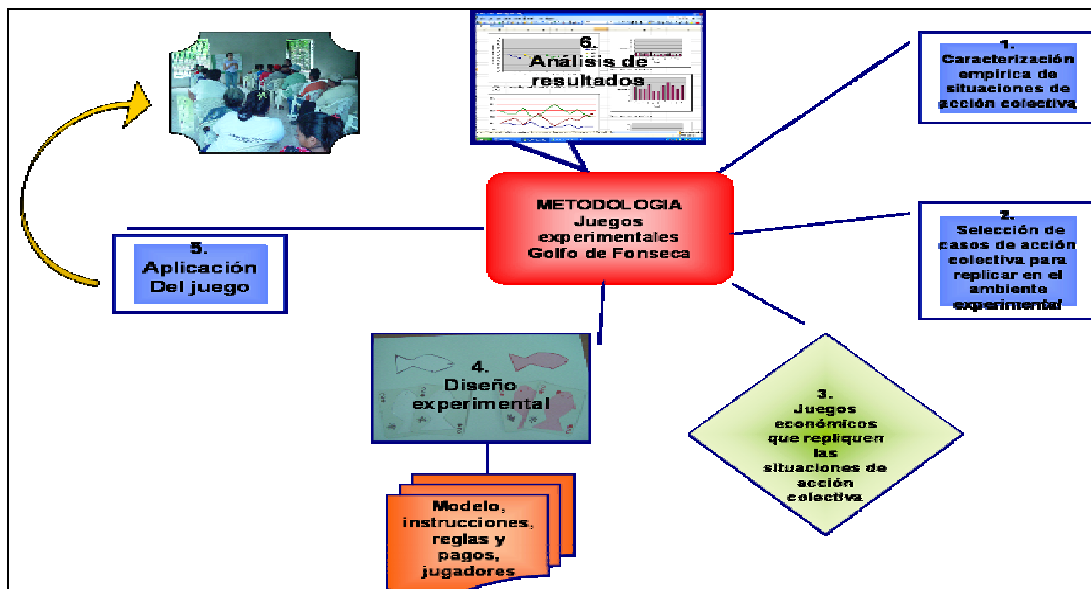 METODOLOGIA
Juegos
experimentales
Golfo de Fonseca
1.
Caracterización
empírica de
situaciones de
acción colectiva
2.
Selección de
casos de acción
colectiva para
replicar en el
ambiente
experimental
3.
Juegos
económicos
que repliquen
las
situaciones de
acción
colectiva
4.
Diseño
experimental
Modelo,
instrucciones,
reglas y
pagos,
jugadores
5.
Aplicación
Del juego
6.
Análisis de
resultados